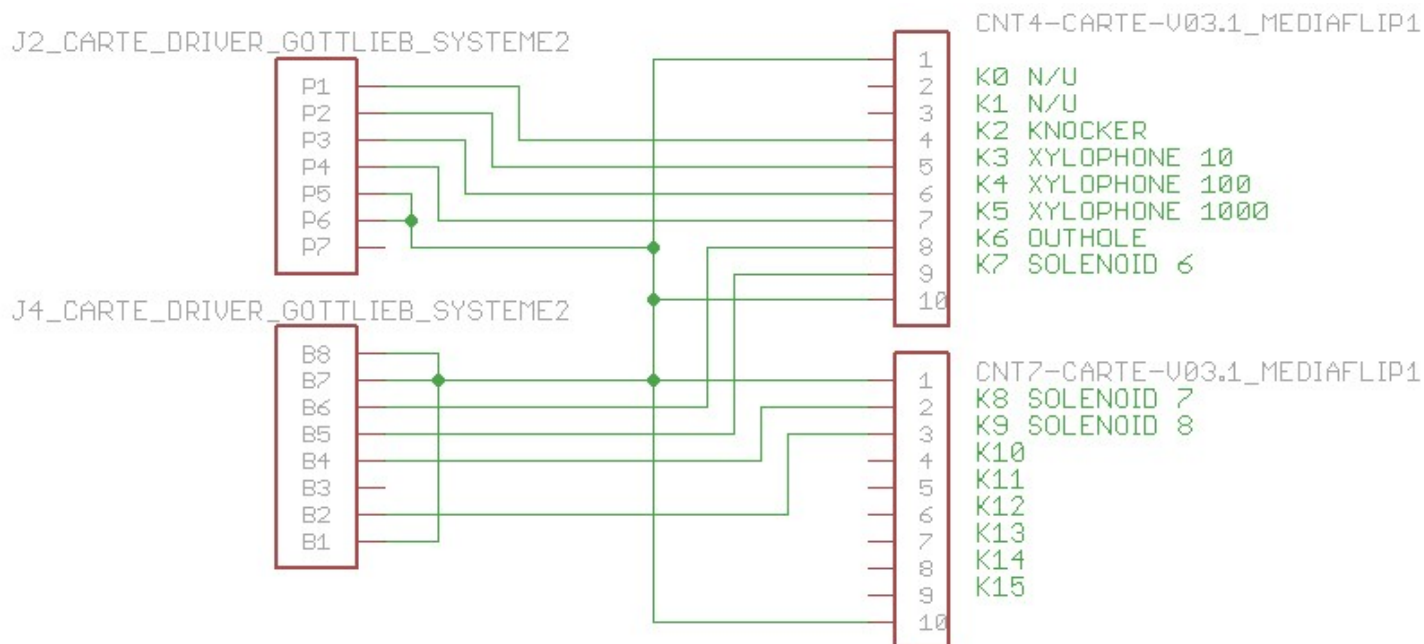 J2_CARTE_DRIVER_GOTTLIEB_SYSTEME2
P1
P2
P3
P4
P5
P6
P7
J4_CARTE_DRIVER_GOTTLIEB_SYSTEME2
B8
B7
B6
B5
B4
B3
B2
B1
CNT4-CARTE-V03.1_MEDIAFLIP1
1
2
3
4
5
6
7
8
9
10
K0 N/U
K1 N/U
K2 KNOCKER
K3 XYLOPHONE 10
K4 XYLOPHONE 100
K5 XYLOPHONE 1000
K6 OUTHOLE
K7 SOLENOID 6
CNT7-CARTE-V03.1_MEDIAFLIP1
1
2
3
4
5
6
7
8
9
10
K8 SOLENOID 7
K9 SOLENOID 8
K10
K11
K12
K13
K14
K15